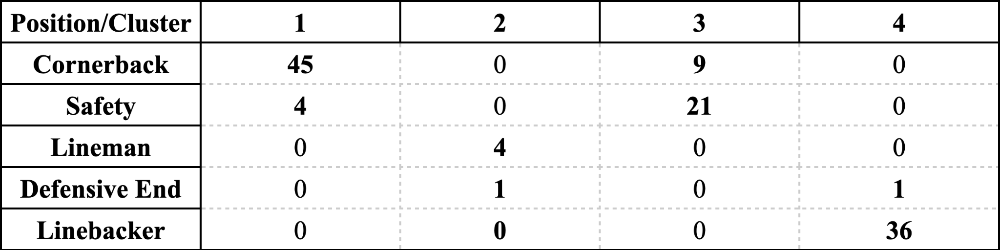 Position/Cluster 1 2 3 4
Cornerback 45 0 9 0
Safety 4 0 21 0
Lineman 0 4 0 0
Defensive End 0 1 0 1
Linebacker 0 0 0 36